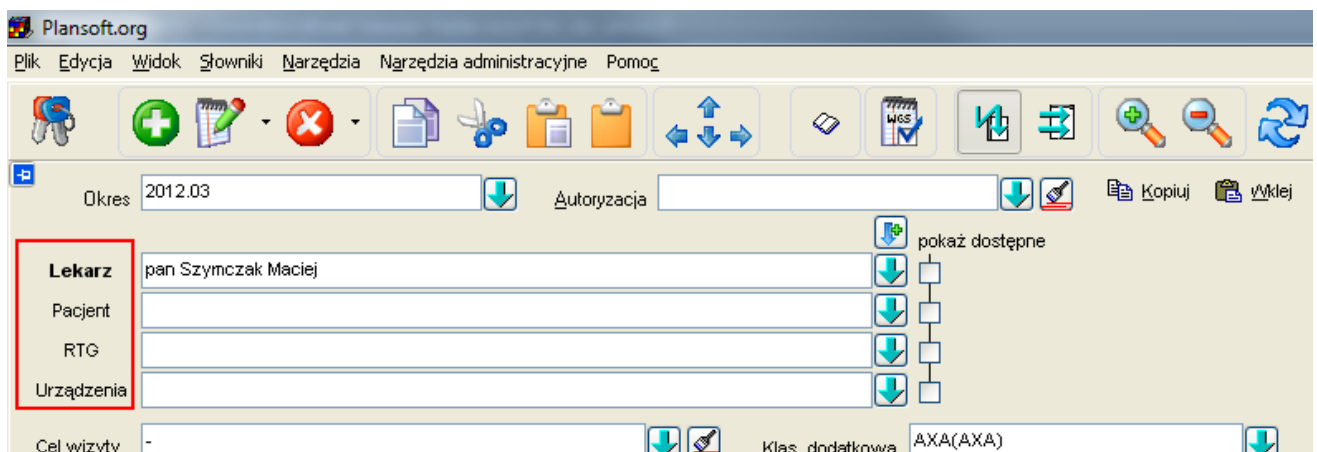 Plansoft.org
Plik Edycja Widok Słowniki Narzędzia Narzędzia administracyjne Pomoc
WGS
Okres 2012.03 Autoryzacja Kopiuj Wklej
pokaż dostępne
Lekarz pan Szymczak Maciej
Pacjent
RTG
Urządzenia
Cel wizyty - Klas. dodatkowa AXA(AXA)